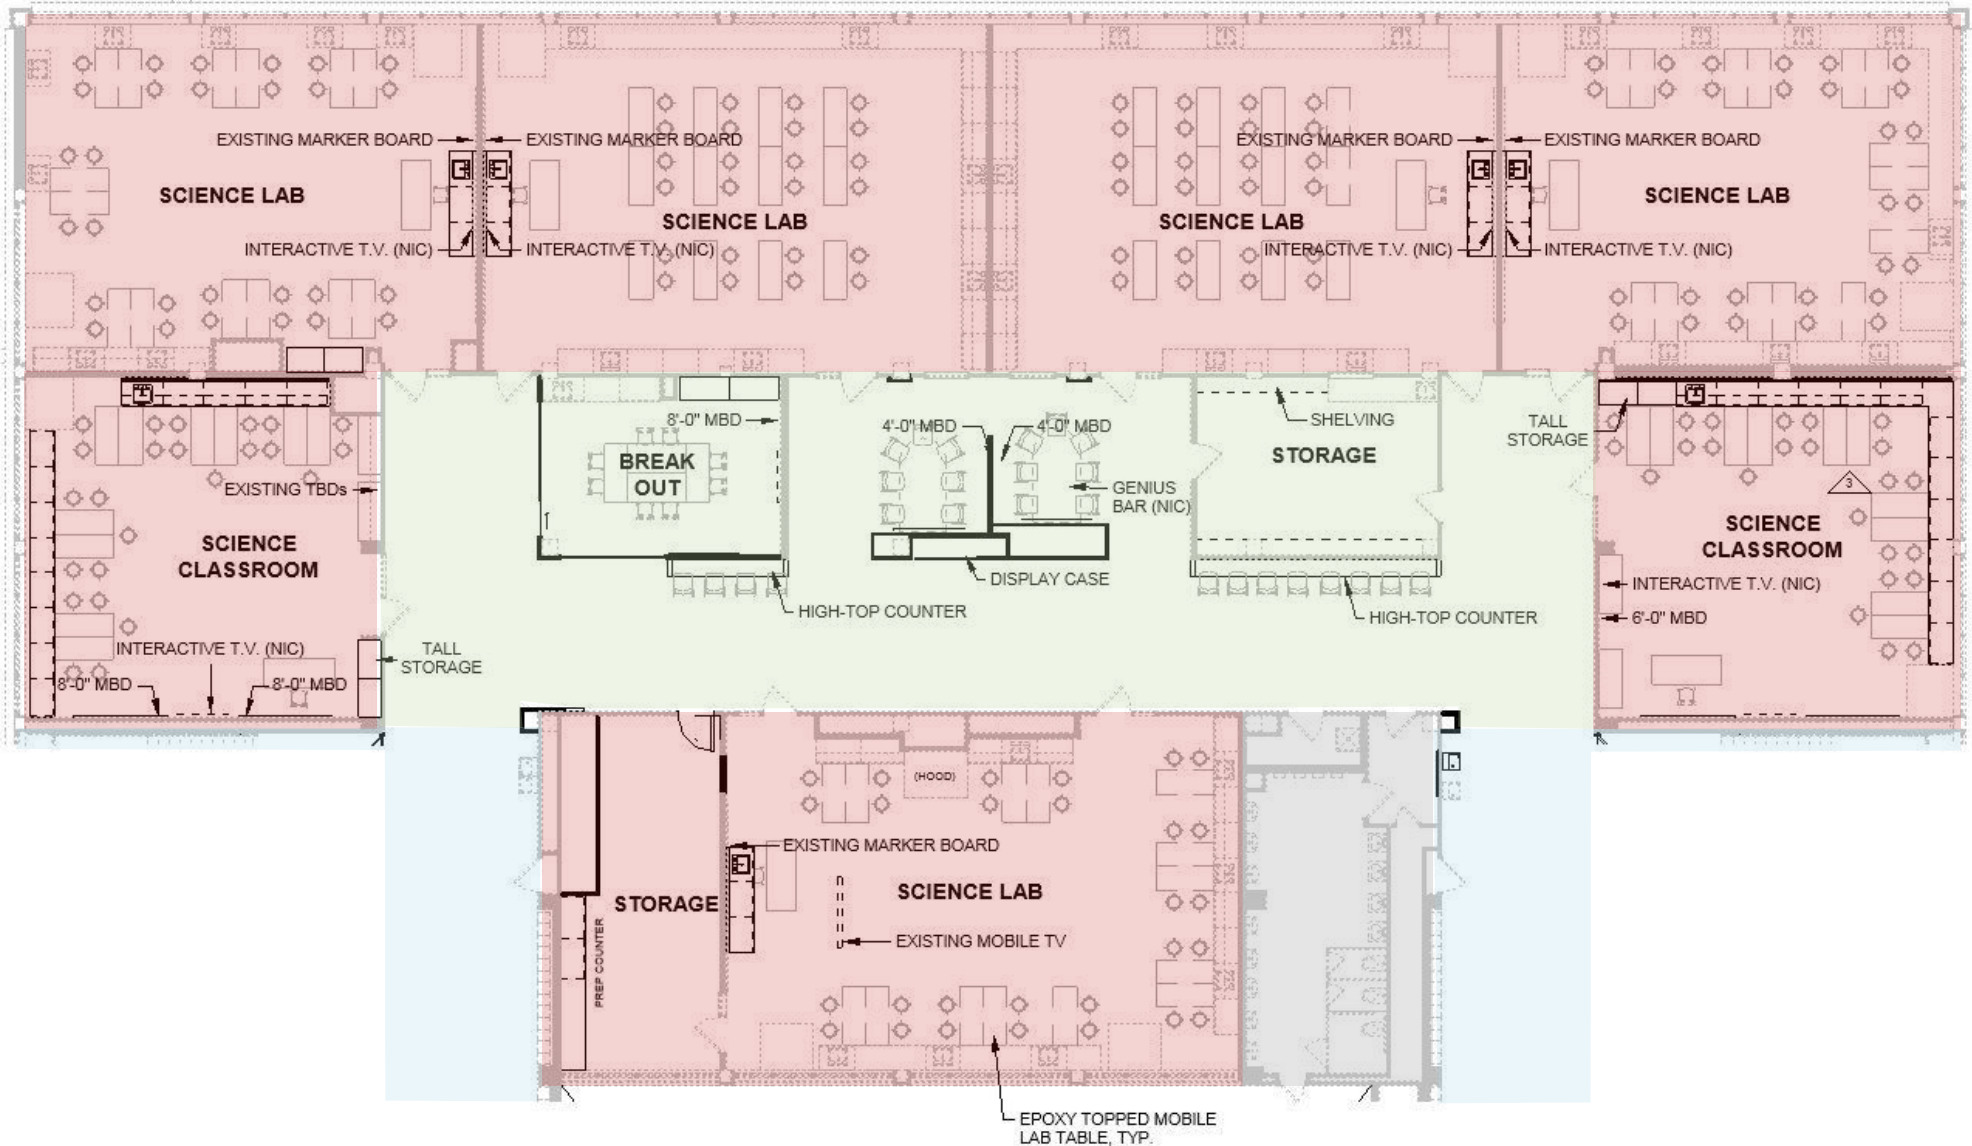 EXISTING MARKER BOARD
EXISTING MARKER BOARD
EXISTING MARKER BOARD
EXISTING MARKER BOARD
SCIENCE LAB
SCIENCE LAB
SCIENCE LAB
SCIENCE LAB
INTERACTIVE T.V. (NIC)
INTERACTIVE T.V. (NIC)
INTERACTIVE T.V. (NIC)
INTERACTIVE T.V. (NIC)
EXISTING TBDs
SCIENCE
CLASSROOM
INTERACTIVE T.V. (NIC)
8'-0" MBD
8'-0" MBD
TALL
STORAGE
8'-0" MBD
BREAK
OUT
HIGH-TOP COUNTER
4'-0" MBD
4'-0" MBD
GENIUS
BAR (NIC)
DISPLAY CASE
SHELVING
STORAGE
HIGH-TOP COUNTER
TALL
STORAGE
3
SCIENCE
CLASSROOM
INTERACTIVE T.V. (NIC)
6'-0" MBD
(HOOD)
EXISTING MARKER BOARD
STORAGE
SCIENCE LAB
PREP COUNTER
EXISTING MOBILE TV
EPOXY TOPPED MOBILE
LAB TABLE, TYP.